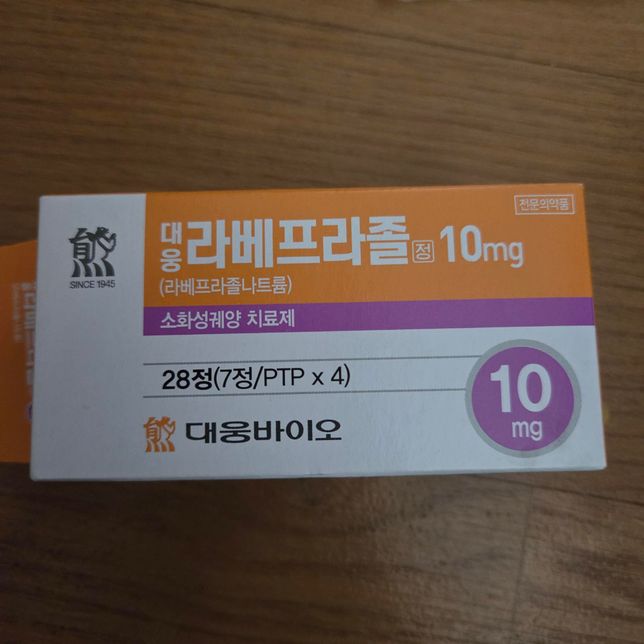 전문의약품
대웅 라베프라졸 정 10mg
(라베프라졸나트륨)
SINCE 1945
소화성궤양 치료제
28정(7정/PTP x 4)
10
mg
대웅바이오